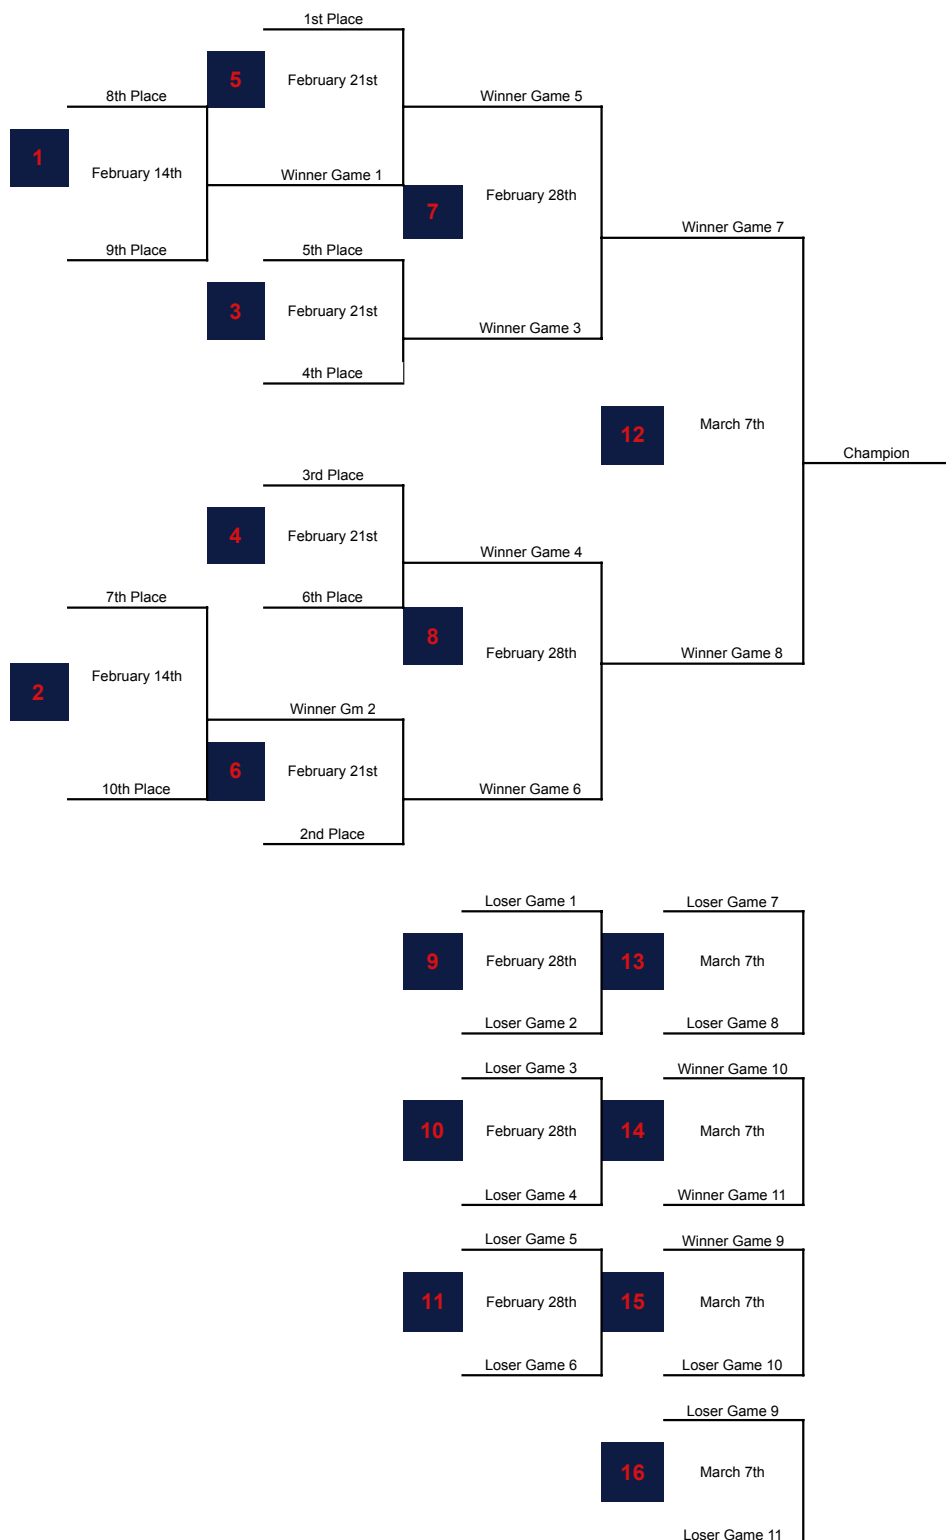 1st Place
5
February 21st
8th Place
Winner Game 5
1
February 14th
Winner Game 1
7
February 28th
Winner Game 7
9th Place
5th Place
3
February 21st
Winner Game 3
4th Place
12
March 7th
Champion
3rd Place
4
February 21st
Winner Game 4
7th Place
6th Place
8
February 28th
Winner Game 8
2
February 14th
Winner Gm 2
6
February 21st
10th Place
Winner Game 6
2nd Place
Loser Game 1
Loser Game 7
9
February 28th
13
March 7th
Loser Game 2
Loser Game 8
Loser Game 3
Winner Game 10
10
February 28th
14
March 7th
Loser Game 4
Winner Game 11
Loser Game 5
Winner Game 9
11
February 28th
15
March 7th
Loser Game 6
Loser Game 10
Loser Game 9
16
March 7th
Loser Game 11